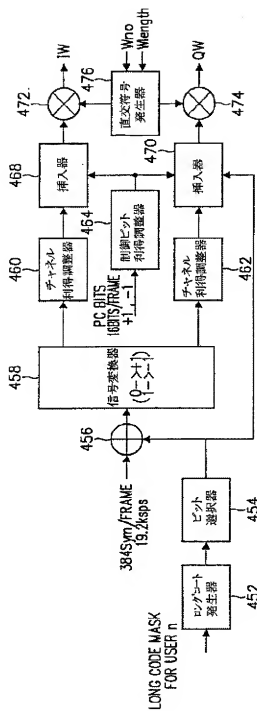 LONG CODE MASK
FOR USER n
452
ロングコード
発生器
454
ビット
選択器
384Sym/FRAME
19.2ksps
456
458
信号変換器
(0—>+1
1—>-1)
460
チャネル
利得調整器
462
チャネル
利得調整器
PC BITS
16BITS/FRAME
+1,-1
464
制御ビット
利得調整器
468
挿入器
470
挿入器
472
IW
476
直交符号
発生器
Wno
Wlength
474
QW